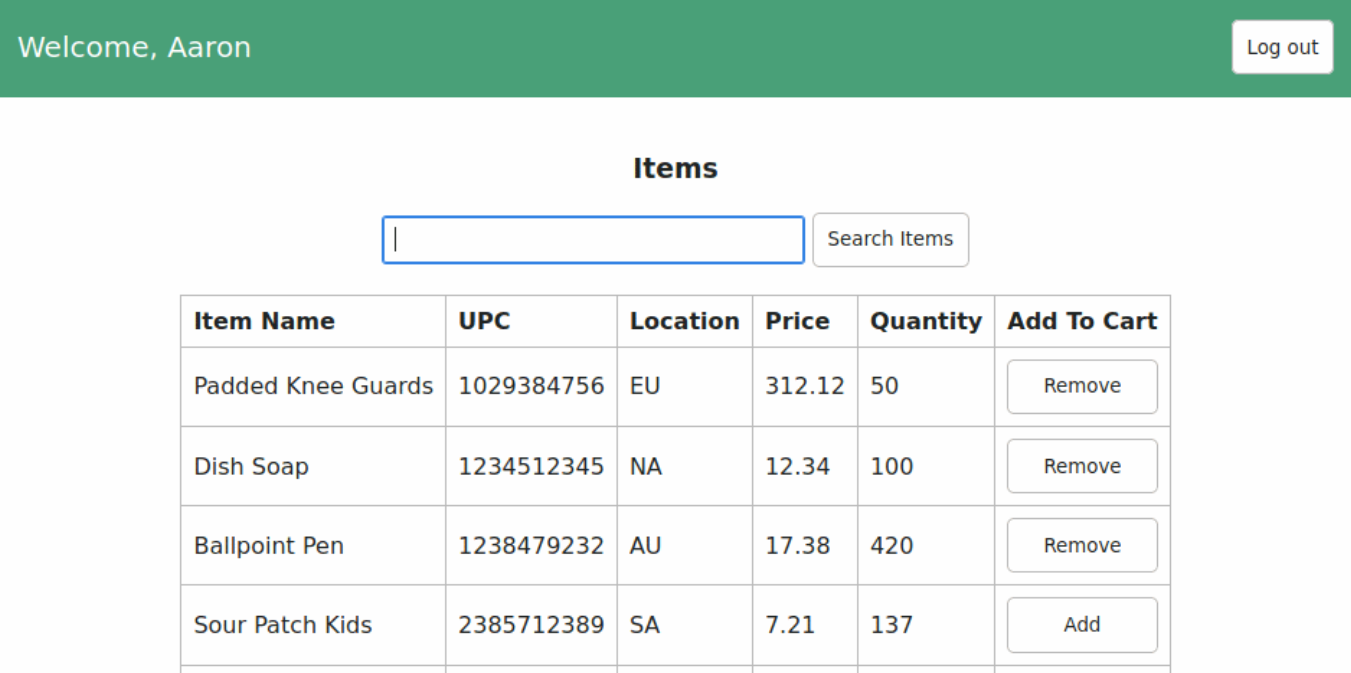 Welcome, Aaron Log out
Items
Search Items
Item Name UPC Location Price Quantity Add To Cart
Padded Knee Guards 1029384756 EU 312.12 50 Remove
Dish Soap 1234512345 NA 12.34 100 Remove
Ballpoint Pen 1238479232 AU 17.38 420 Remove
Sour Patch Kids 2385712389 SA 7.21 137 Add